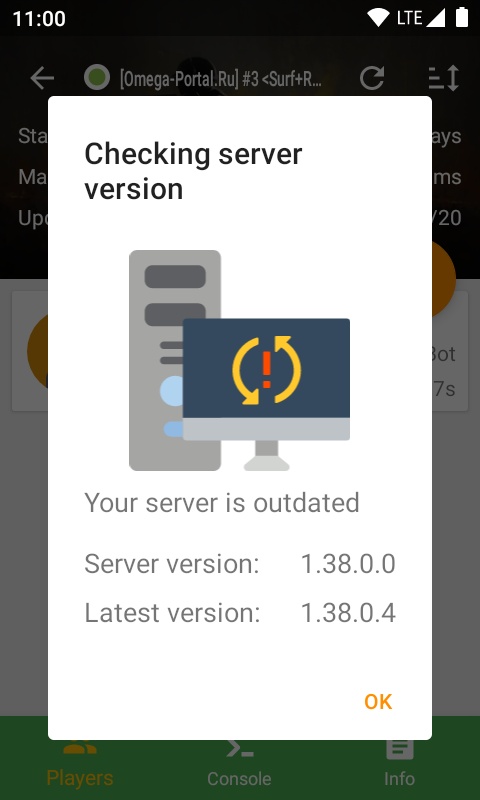 11:00
LTE
[Omega-Portal.Ru] #3 <Surf+R...
Sta
ays
Ma
ms
Upd
/20
Checking server
version
Bot
7s
Your server is outdated
Server version: 1.38.0.0
Latest version: 1.38.0.4
OK
Players
Console
Info